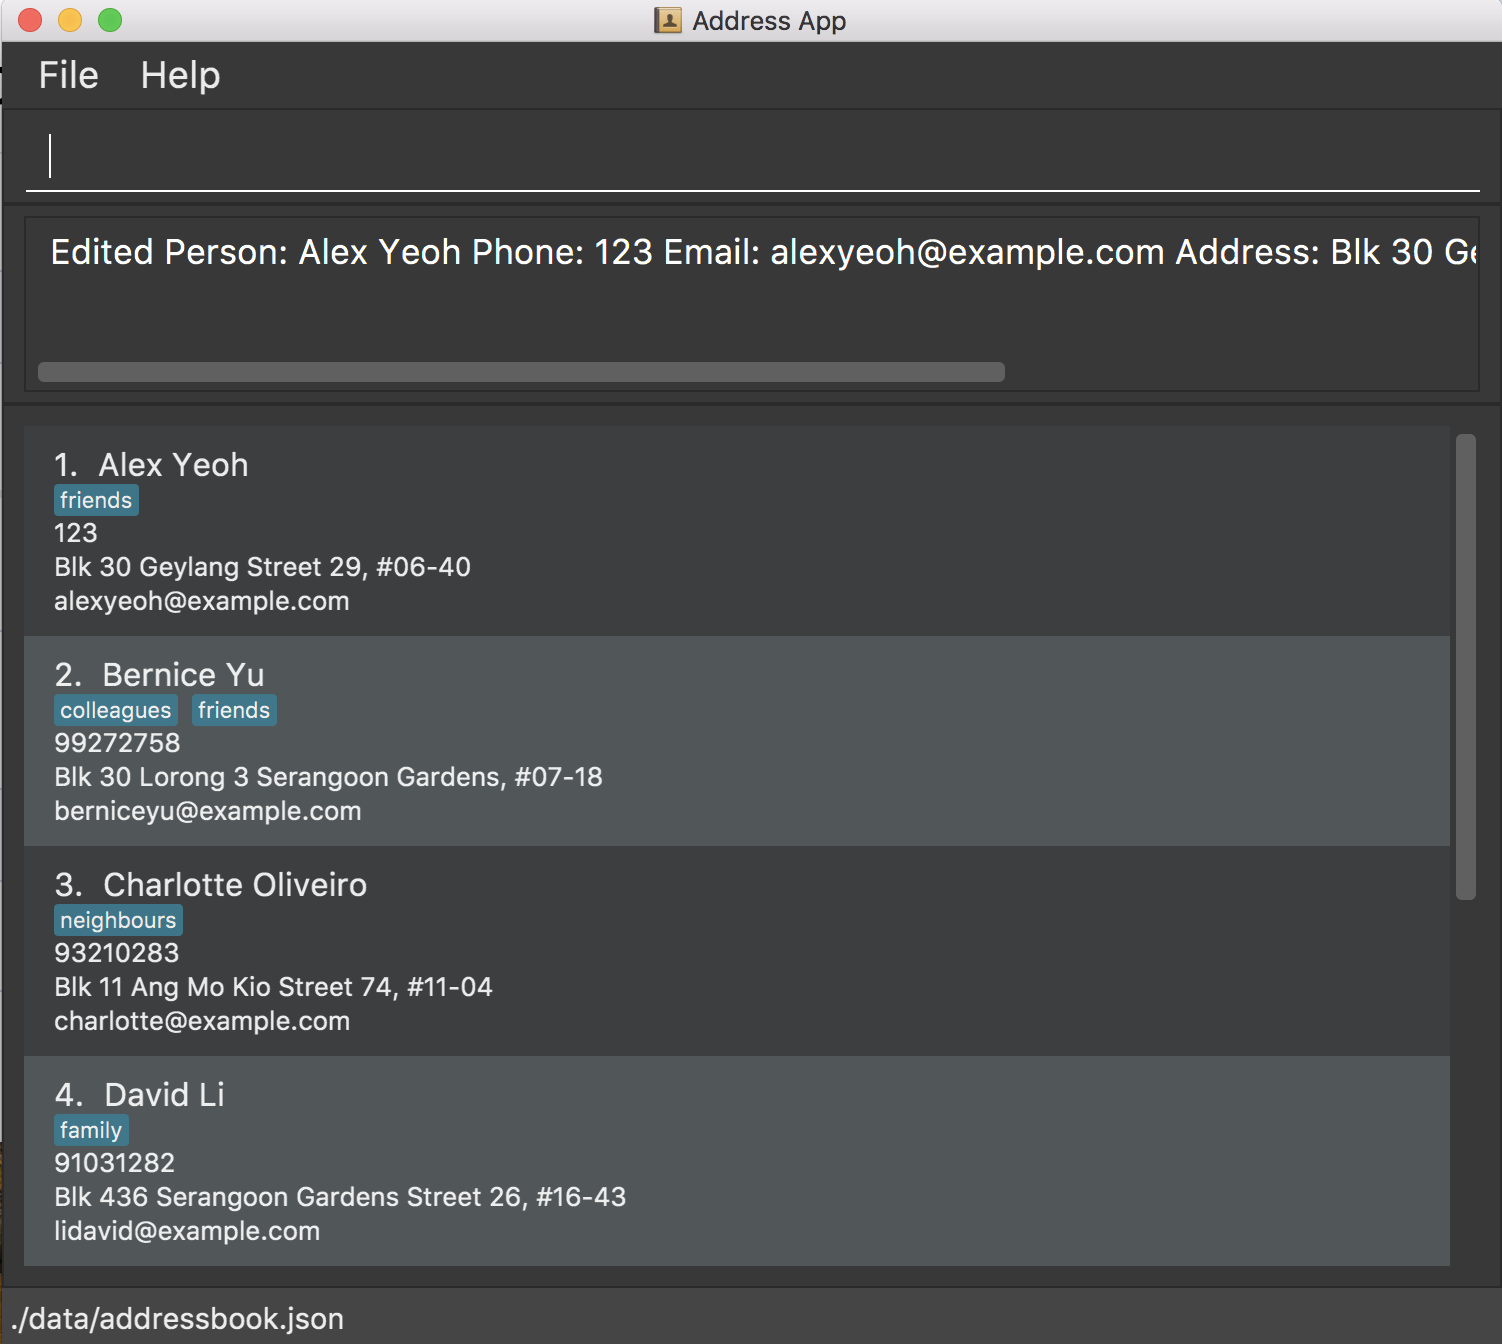 Address App
File Help
Edited Person: Alex Yeoh Phone: 123 Email: alexyeoh@example.com Address: Blk 30
1. Alex Yeoh
friends
123
Blk 30 Geylang Street 29, #06-40
alexyeoh@example.com
2. Bernice Yu
colleagues friends
99272758
Blk 30 Lorong 3 Serangoon Gardens, #07-18
berniceyu@example.com
3. Charlotte Oliveiro
neighbours
93210283
Blk 11 Ang Mo Kio Street 74, #11-04
charlotte@example.com
4. David Li
family
91031282
Blk 436 Serangoon Gardens Street 26, #16-43
lidavid@example.com
./data/addressbook.json